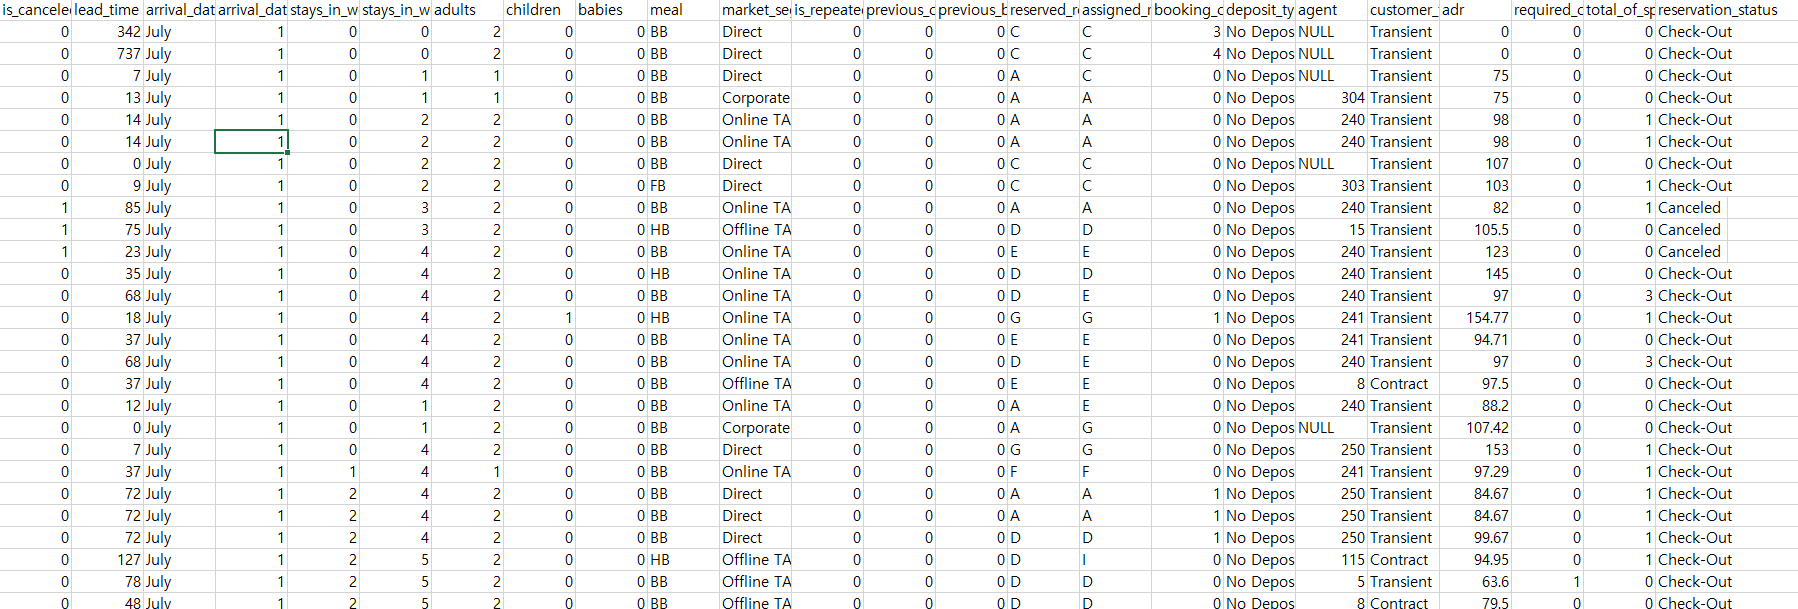 is_canceled lead_time arrival_dat arrival_dat stays_in_w stays_in_w adults children babies meal market_se is_repeate previous_c previous_b reserved_r assigned_r booking_c deposit_ty agent customer_ adr required_c total_of_sp reservation_status
0 342 July 1 0 0 2 0 0 BB Direct 0 0 0 C C 3 No Depos NULL Transient 0 0 0 Check-Out
0 737 July 1 0 0 2 0 0 BB Direct 0 0 0 C C 4 No Depos NULL Transient 0 0 0 Check-Out
0 7 July 1 0 1 1 0 0 BB Direct 0 0 0 A C 0 No Depos NULL Transient 75 0 0 Check-Out
0 13 July 1 0 1 1 0 0 BB Corporate 0 0 0 A A 0 No Depos 304 Transient 75 0 0 Check-Out
0 14 July 1 0 2 2 0 0 BB Online TA 0 0 0 A A 0 No Depos 240 Transient 98 0 1 Check-Out
0 14 July 1 0 2 2 0 0 BB Online TA 0 0 0 A A 0 No Depos 240 Transient 98 0 1 Check-Out
0 0 July 1 0 2 2 0 0 BB Direct 0 0 0 C C 0 No Depos NULL Transient 107 0 0 Check-Out
0 9 July 1 0 2 2 0 0 FB Direct 0 0 0 C C 0 No Depos 303 Transient 103 0 1 Check-Out
1 85 July 1 0 3 2 0 0 BB Online TA 0 0 0 A A 0 No Depos 240 Transient 82 0 1 Canceled
1 75 July 1 0 3 2 0 0 HB Offline TA 0 0 0 D D 0 No Depos 15 Transient 105.5 0 0 Canceled
1 23 July 1 0 4 2 0 0 BB Online TA 0 0 0 E E 0 No Depos 240 Transient 123 0 0 Canceled
0 35 July 1 0 4 2 0 0 HB Online TA 0 0 0 D D 0 No Depos 240 Transient 145 0 0 Check-Out
0 68 July 1 0 4 2 0 0 BB Online TA 0 0 0 D E 0 No Depos 240 Transient 97 0 3 Check-Out
0 18 July 1 0 4 2 1 0 HB Online TA 0 0 0 G G 1 No Depos 241 Transient 154.77 0 1 Check-Out
0 37 July 1 0 4 2 0 0 BB Online TA 0 0 0 E E 0 No Depos 241 Transient 94.71 0 0 Check-Out
0 68 July 1 0 4 2 0 0 BB Online TA 0 0 0 D E 0 No Depos 240 Transient 97 0 3 Check-Out
0 37 July 1 0 4 2 0 0 BB Offline TA 0 0 0 E E 0 No Depos 8 Contract 97.5 0 0 Check-Out
0 12 July 1 0 1 2 0 0 BB Online TA 0 0 0 A E 0 No Depos 240 Transient 88.2 0 0 Check-Out
0 0 July 1 0 1 2 0 0 BB Corporate 0 0 0 A G 0 No Depos NULL Transient 107.42 0 0 Check-Out
0 7 July 1 0 4 2 0 0 BB Direct 0 0 0 G G 0 No Depos 250 Transient 153 0 1 Check-Out
0 37 July 1 1 4 1 0 0 BB Online TA 0 0 0 F F 0 No Depos 241 Transient 97.29 0 1 Check-Out
0 72 July 1 2 4 2 0 0 BB Direct 0 0 0 A A 1 No Depos 250 Transient 84.67 0 1 Check-Out
0 72 July 1 2 4 2 0 0 BB Direct 0 0 0 A A 1 No Depos 250 Transient 84.67 0 1 Check-Out
0 72 July 1 2 4 2 0 0 BB Direct 0 0 0 D D 1 No Depos 250 Transient 99.67 0 1 Check-Out
0 127 July 1 2 5 2 0 0 HB Offline TA 0 0 0 D I 0 No Depos 115 Contract 94.95 0 1 Check-Out
0 78 July 1 2 5 2 0 0 BB Offline TA 0 0 0 D D 0 No Depos 5 Transient 63.6 1 0 Check-Out
0 48 July 1 2 5 2 0 0 BB Offline TA 0 0 0 D D 0 No Depos 8 Contract 79.5 0 0 Check-Out